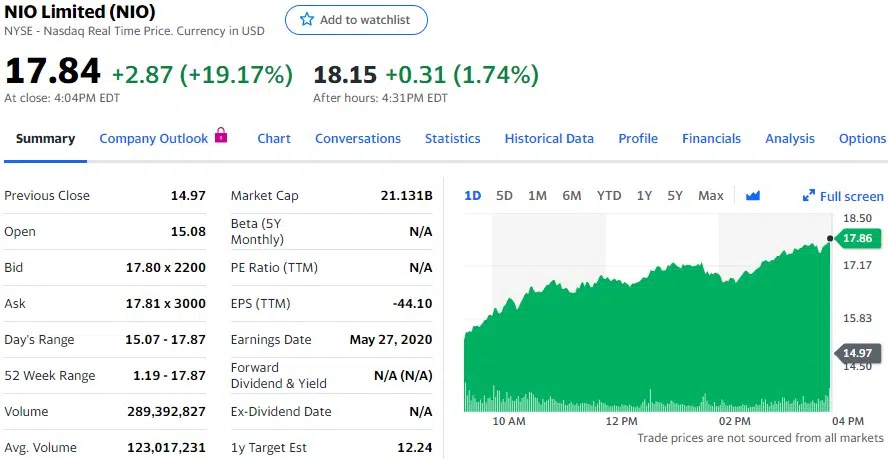 NIO Limited (NIO)
NYSE - Nasdaq Real Time Price. Currency in USD
Add to watchlist
17.84 +2.87 (+19.17%)
At close: 4:04PM EDT
18.15 +0.31 (1.74%)
After hours: 4:31PM EDT
Summary Company Outlook Chart Conversations Statistics Historical Data Profile Financials Analysis Options
Previous Close 14.97
Open 15.08
Bid 17.80 x 2200
Ask 17.81 x 3000
Day's Range 15.07 - 17.87
52 Week Range 1.19 - 17.87
Volume 289,392,827
Avg. Volume 123,017,231
Market Cap 21.131B
Beta (5Y
Monthly) N/A
PE Ratio (TTM) N/A
EPS (TTM) -44.10
Earnings Date May 27, 2020
Forward
Dividend & Yield N/A (N/A)
Ex-Dividend Date N/A
1y Target Est 12.24
1D 5D 1M 6M YTD 1Y 5Y Max Full screen
18.50
17.86
17.17
15.83
14.97
14.50
10 AM 12 PM 02 PM 04 PM
Trade prices are not sourced from all markets